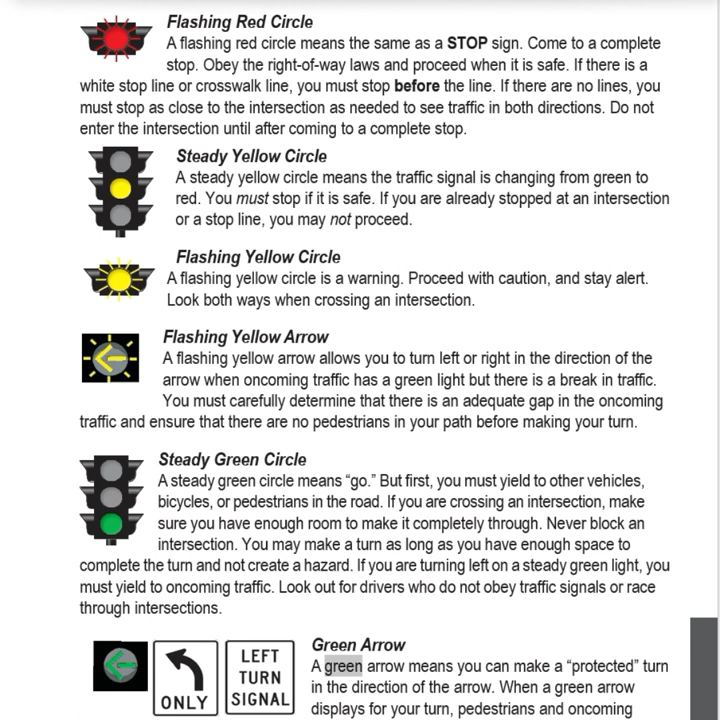 Flashing Red Circle
A flashing red circle means the same as a STOP sign. Come to a complete
stop. Obey the right-of-way laws and proceed when it is safe. If there is a
white stop line or crosswalk line, you must stop before the line. If there are no lines, you
must stop as close to the intersection as needed to see traffic in both directions. Do not
enter the intersection until after coming to a complete stop.
Steady Yellow Circle
A steady yellow circle means the traffic signal is changing from green to
red. You must stop if it is safe. If you are already stopped at an intersection
or a stop line, you may not proceed.
Flashing Yellow Circle
A flashing yellow circle is a warning. Proceed with caution, and stay alert.
Look both ways when crossing an intersection.
Flashing Yellow Arrow
A flashing yellow arrow allows you to turn left or right in the direction of the
arrow when oncoming traffic has a green light but there is a break in traffic.
You must carefully determine that there is an adequate gap in the oncoming
traffic and ensure that there are no pedestrians in your path before making your turn.
Steady Green Circle
A steady green circle means “go.” But first, you must yield to other vehicles,
bicycles, or pedestrians in the road. If you are crossing an intersection, make
sure you have enough room to make it completely through. Never block an
intersection. You may make a turn as long as you have enough space to
complete the turn and not create a hazard. If you are turning left on a steady green light, you
must yield to oncoming traffic. Look out for drivers who do not obey traffic signals or race
through intersections.
ONLY
LEFT
TURN
SIGNAL
Green Arrow
A green arrow means you can make a “protected” turn
in the direction of the arrow. When a green arrow
displays for your turn, pedestrians and oncoming